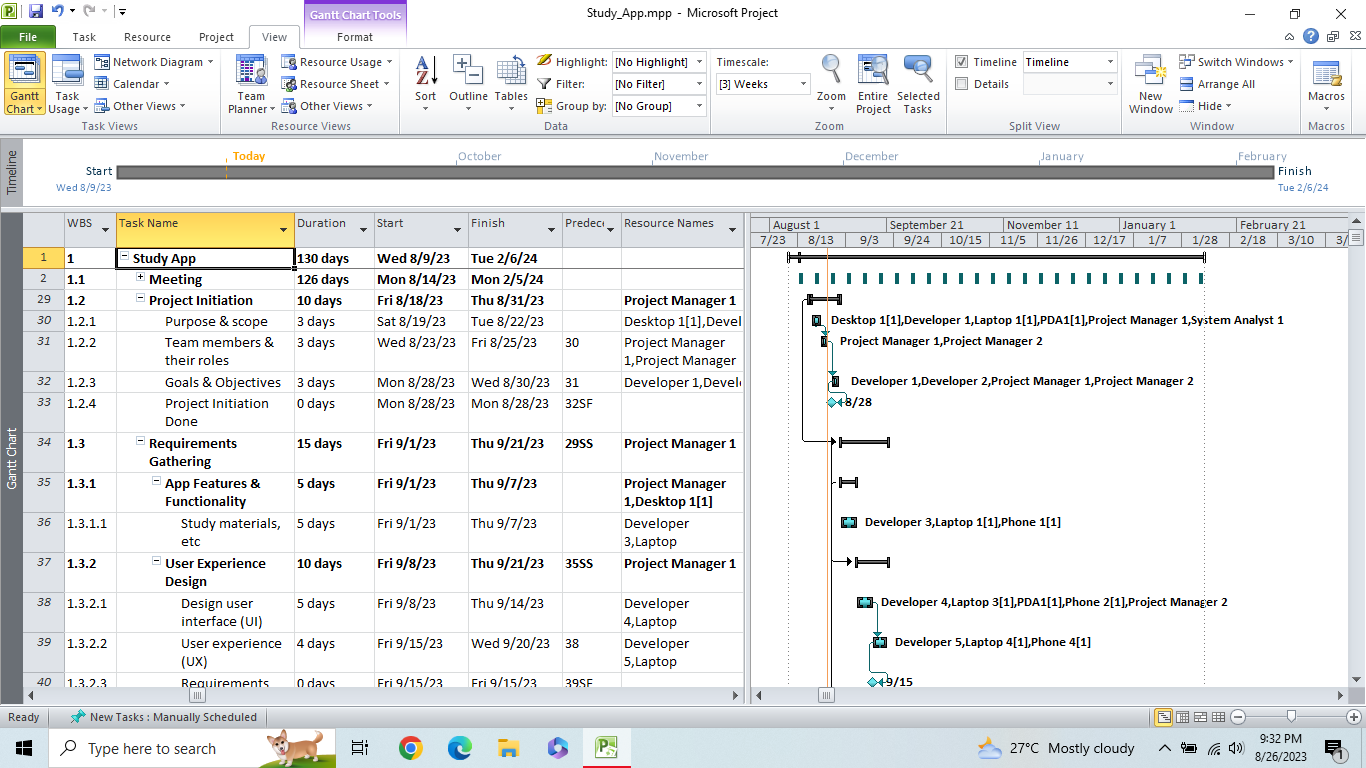 Study_App.mpp - Microsoft Project
Gantt Chart Tools
File Task Resource Project View Format
Gantt Chart
Task Usage
Network Diagram
Calendar
Other Views
Task Views
Team Planner
Resource Usage
Resource Sheet
Other Views
Resource Views
Sort
Outline
Tables
Highlight: [No Highlight]
Filter: [No Filter]
Group by: [No Group]
Data
Timescale:
[3] Weeks
Zoom
Entire Project
Selected Tasks
Zoom
Timeline Timeline
Details
Split View
New Window
Switch Windows
Arrange All
Hide
Window
Macros
Macros
Timeline
Today October November December January February
Start
Wed 8/9/23
Finish
Tue 2/6/24
Gantt Chart
WBS Task Name Duration Start Finish Predec Resource Names
1 1 Study App 130 days Wed 8/9/23 Tue 2/6/24
2 1.1 Meeting 126 days Mon 8/14/23 Mon 2/5/24
29 1.2 Project Initiation 10 days Fri 8/18/23 Thu 8/31/23 Project Manager 1
30 1.2.1 Purpose & scope 3 days Sat 8/19/23 Tue 8/22/23 Desktop 1[1],Devel
31 1.2.2 Team members & 3 days Wed 8/23/23 Fri 8/25/23 30 Project Manager
their roles 1,Project Manager
32 1.2.3 Goals & Objectives 3 days Mon 8/28/23 Wed 8/30/23 31 Developer 1,Devel
33 1.2.4 Project Initiation 0 days Mon 8/28/23 Mon 8/28/23 32SF
Done
34 1.3 Requirements 15 days Fri 9/1/23 Thu 9/21/23 29SS Project Manager 1
Gathering
35 1.3.1 App Features & 5 days Fri 9/1/23 Thu 9/7/23 Project Manager
Functionality 1,Desktop 1[1]
36 1.3.1.1 Study materials, 5 days Fri 9/1/23 Thu 9/7/23 Developer
etc 3,Laptop
37 1.3.2 User Experience 10 days Fri 9/8/23 Thu 9/21/23 35SS Project Manager 1
Design
38 1.3.2.1 Design user 5 days Fri 9/8/23 Thu 9/14/23 Developer
interface (UI) 4,Laptop
39 1.3.2.2 User experience 4 days Fri 9/15/23 Wed 9/20/23 38 Developer
(UX) 5,Laptop
40 1.3.2.3 Requirements 0 days Fri 9/15/23 Fri 9/15/23 39SF
August 1 September 21 November 11 January 1 February 21
7/23 8/13 9/3 9/24 10/15 11/5 11/26 12/17 1/7 1/28 2/18 3/10
Desktop 1[1],Developer 1,Laptop 1[1],PDA1[1],Project Manager 1,System Analyst 1
Project Manager 1,Project Manager 2
Developer 1,Developer 2,Project Manager 1,Project Manager 2
8/28
Developer 3,Laptop 1[1],Phone 1[1]
Developer 4,Laptop 3[1],PDA1[1],Phone 2[1],Project Manager 2
Developer 5,Laptop 4[1],Phone 4[1]
9/15
Ready New Tasks : Manually Scheduled
Type here to search
27°C Mostly cloudy
9:32 PM
8/26/2023
1